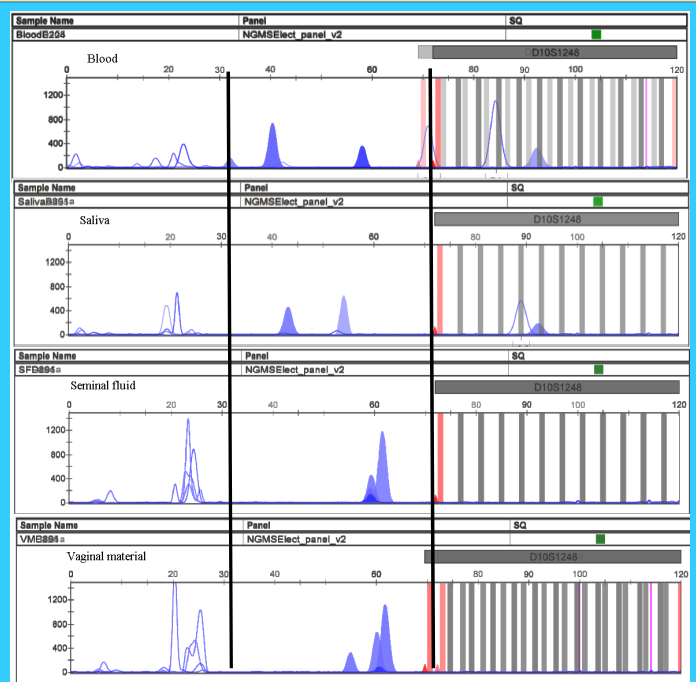 Sample Name Panel SQ
NGMSElect_panel_v2
Blood
D10S1248
0 20 30 40 60 80 100 120
1200
800
400
0
Sample Name Panel SQ
NGMSElect_panel_v2
Saliva
D10S1248
0 20 30 40 60 80 90 100 120
1200
800
400
0
Sample Name Panel SQ
NGMSElect_panel_v2
Seminal fluid
D10S1248
0 20 30 40 60 80 90 100 120
1200
800
400
0
Sample Name Panel SQ
NGMSElect_panel_v2
Vaginal material
D10S1248
0 20 30 40 60 80 90 100 120
1200
800
400
0